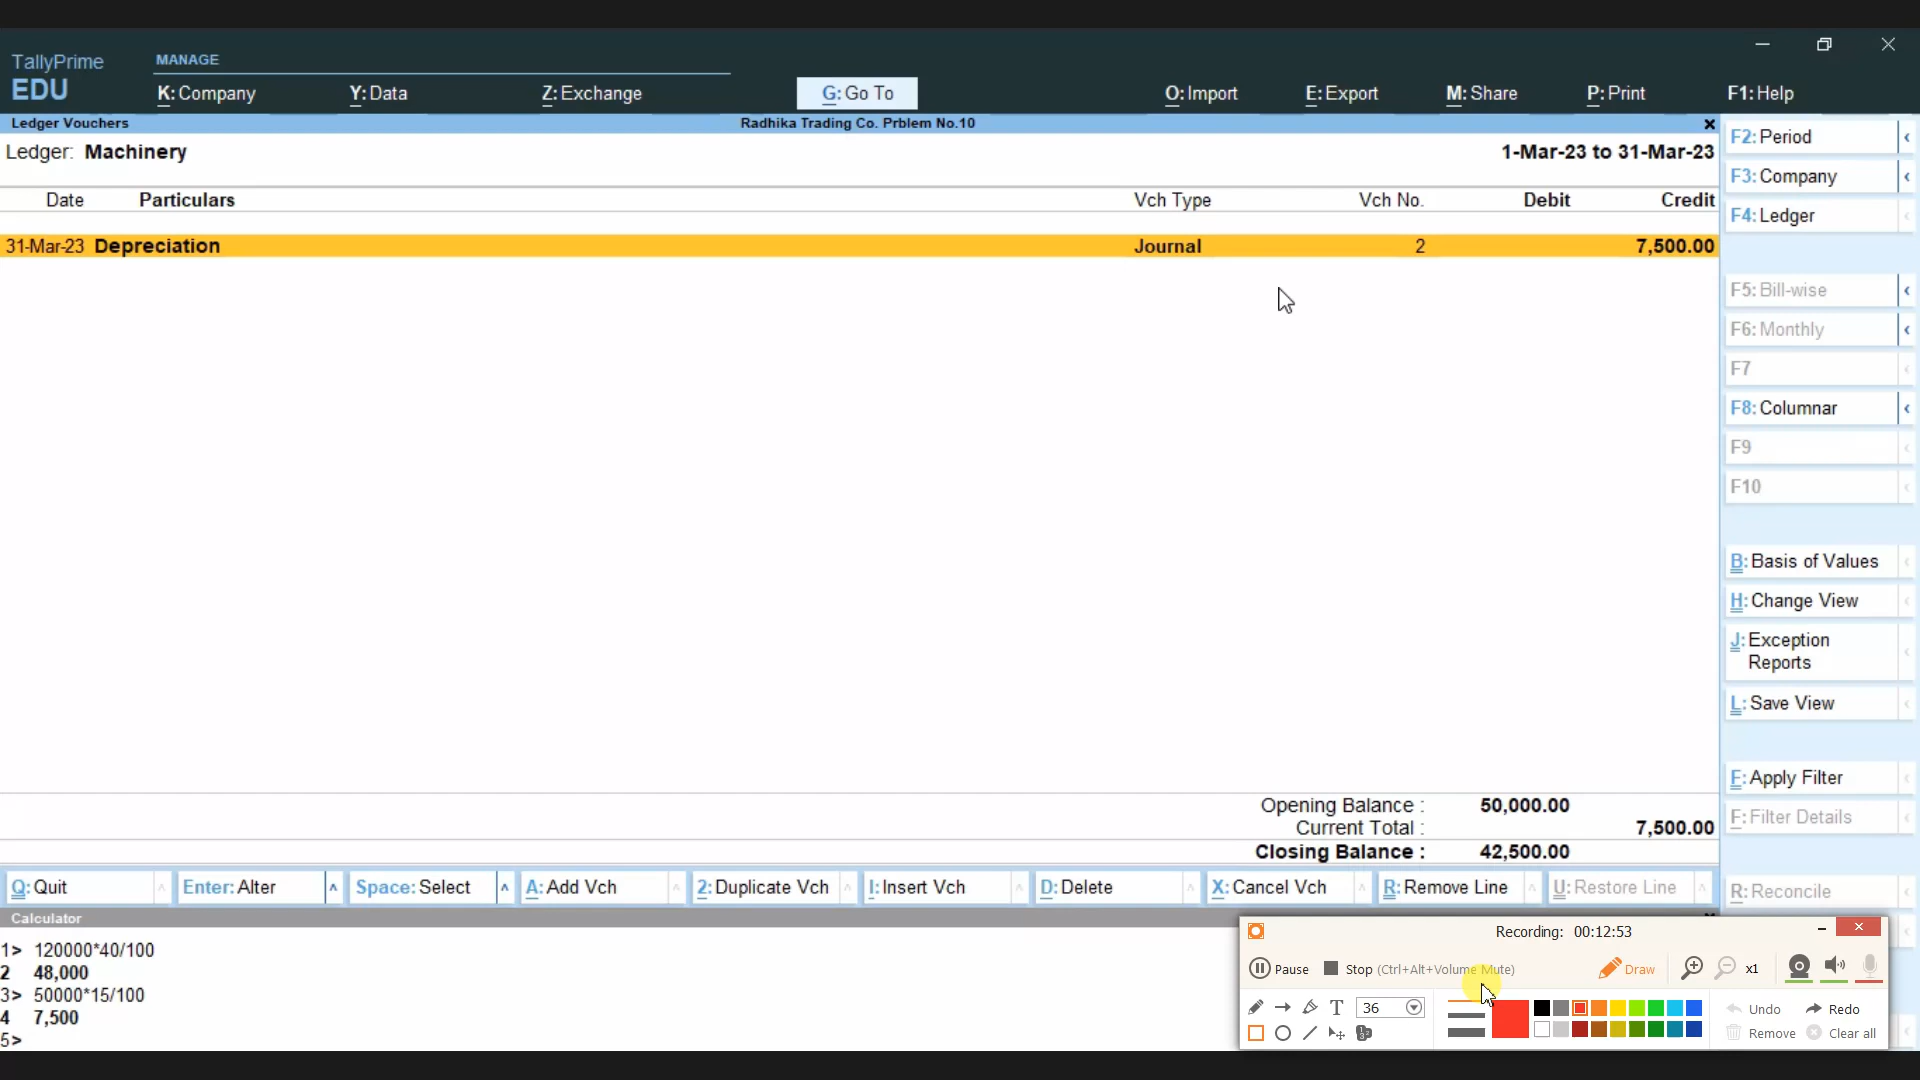 TallyPrime
EDU
MANAGE
K: Company
Y: Data
Z: Exchange
G: Go To
O: Import
E: Export
M: Share
P: Print
F1: Help
Ledger Vouchers
Radhika Trading Co. Prblem No.10
Ledger: Machinery
1-Mar-23 to 31-Mar-23
Date Particulars Vch Type Vch No. Debit Credit
31-Mar-23 Depreciation Journal 2 7,500.00
Opening Balance : 50,000.00
Current Total : 7,500.00
Closing Balance : 42,500.00
F2: Period
F3: Company
F4: Ledger
F5: Bill-wise
F6: Monthly
F7
F8: Columnar
F9
F10
B: Basis of Values
H: Change View
J: Exception
Reports
L: Save View
F: Apply Filter
F: Filter Details
R: Reconcile
Q: Quit
Enter: Alter
Space: Select
A: Add Vch
2: Duplicate Vch
I: Insert Vch
D: Delete
X: Cancel Vch
R: Remove Line
U: Restore Line
Calculator
1> 120000*40/100
2 48,000
3> 50000*15/100
4 7,500
5>
Recording: 00:12:53
Pause
Stop (Ctrl+Alt+Volume Mute)
Draw
x1
T
36
Undo
Redo
Remove
Clear all